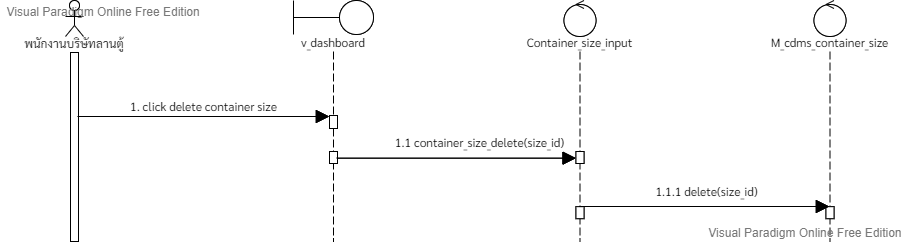 Visual Paradigm Online Free Edition
พนักงานบริษัทลานตู้
v_dashboard
Container_size_input
M_cdms_container_size
1. click delete container size
1.1 container_size_delete(size_id)
1.1.1 delete(size_id)
Visual Paradigm Online Free Edition